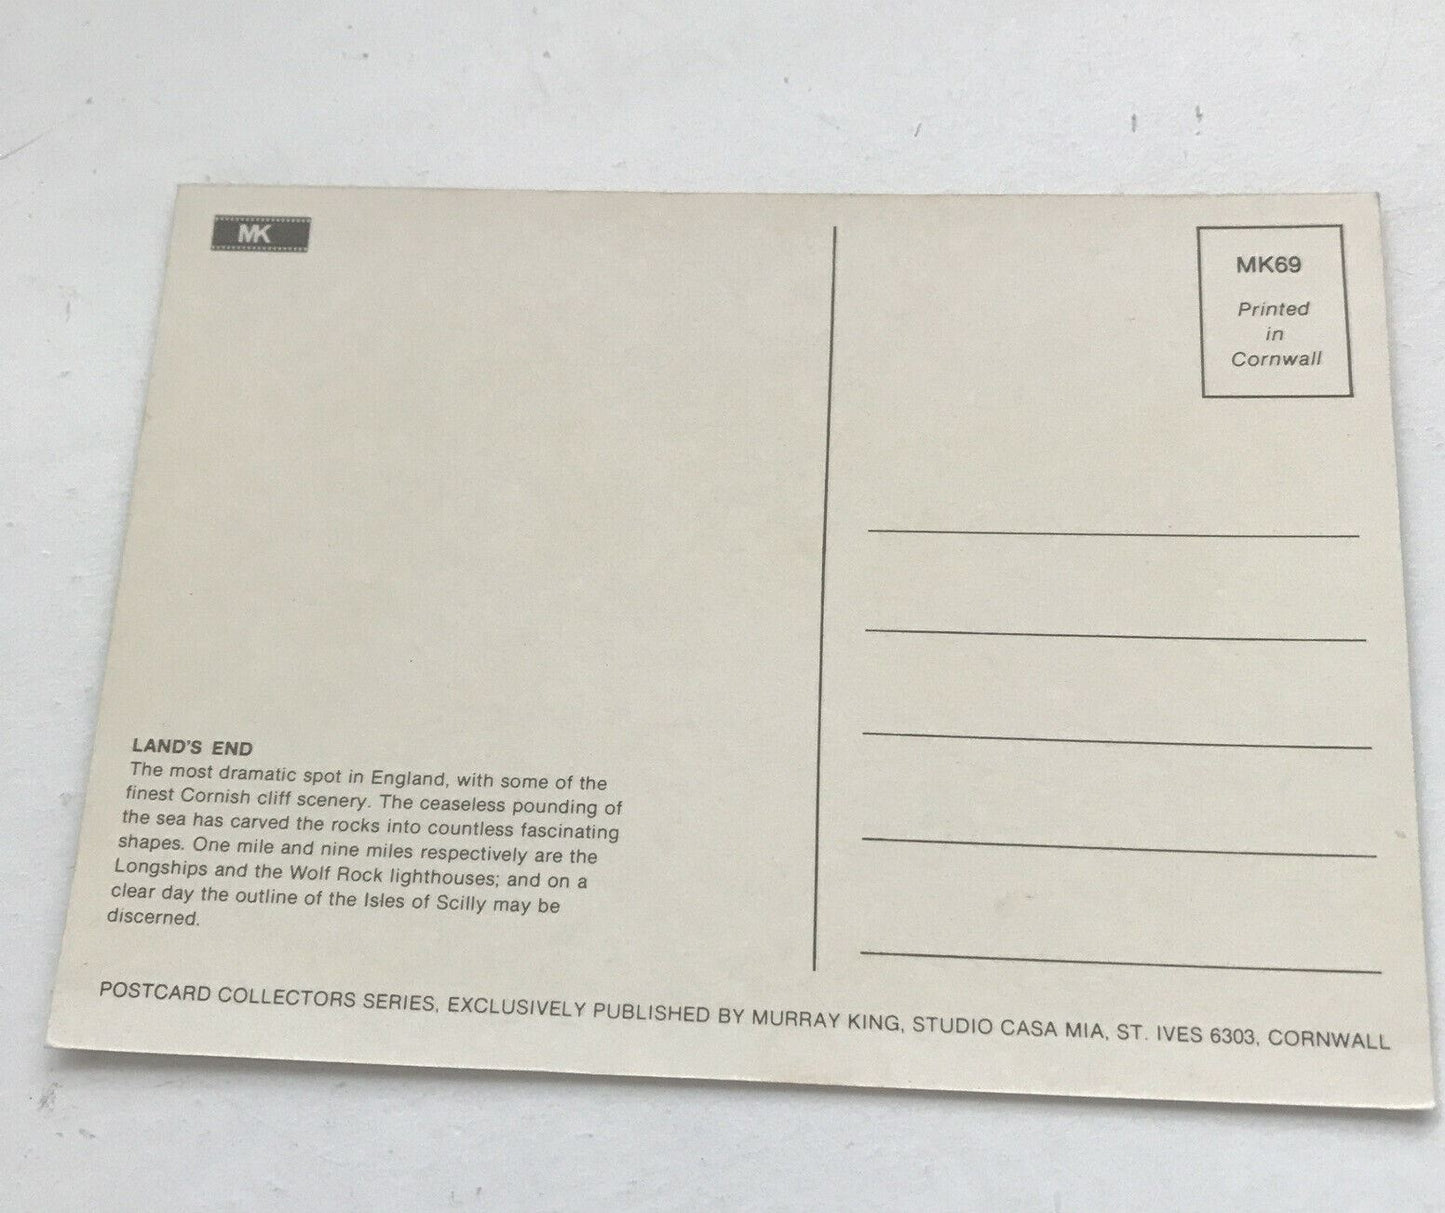 MK
MK69
Printed
in
Cornwall
LAND'S END
The most dramatic spot in England, with some of the
finest Cornish cliff scenery. The ceaseless pounding of
the sea has carved the rocks into countless fascinating
shapes. One mile and nine miles respectively are the
Longships and the Wolf Rock lighthouses; and on a
clear day the outline of the Isles of Scilly may be
discerned.
POSTCARD COLLECTORS SERIES, EXCLUSIVELY PUBLISHED BY MURRAY KING, STUDIO CASA MIA, ST. IVES 6303, CORNWALL